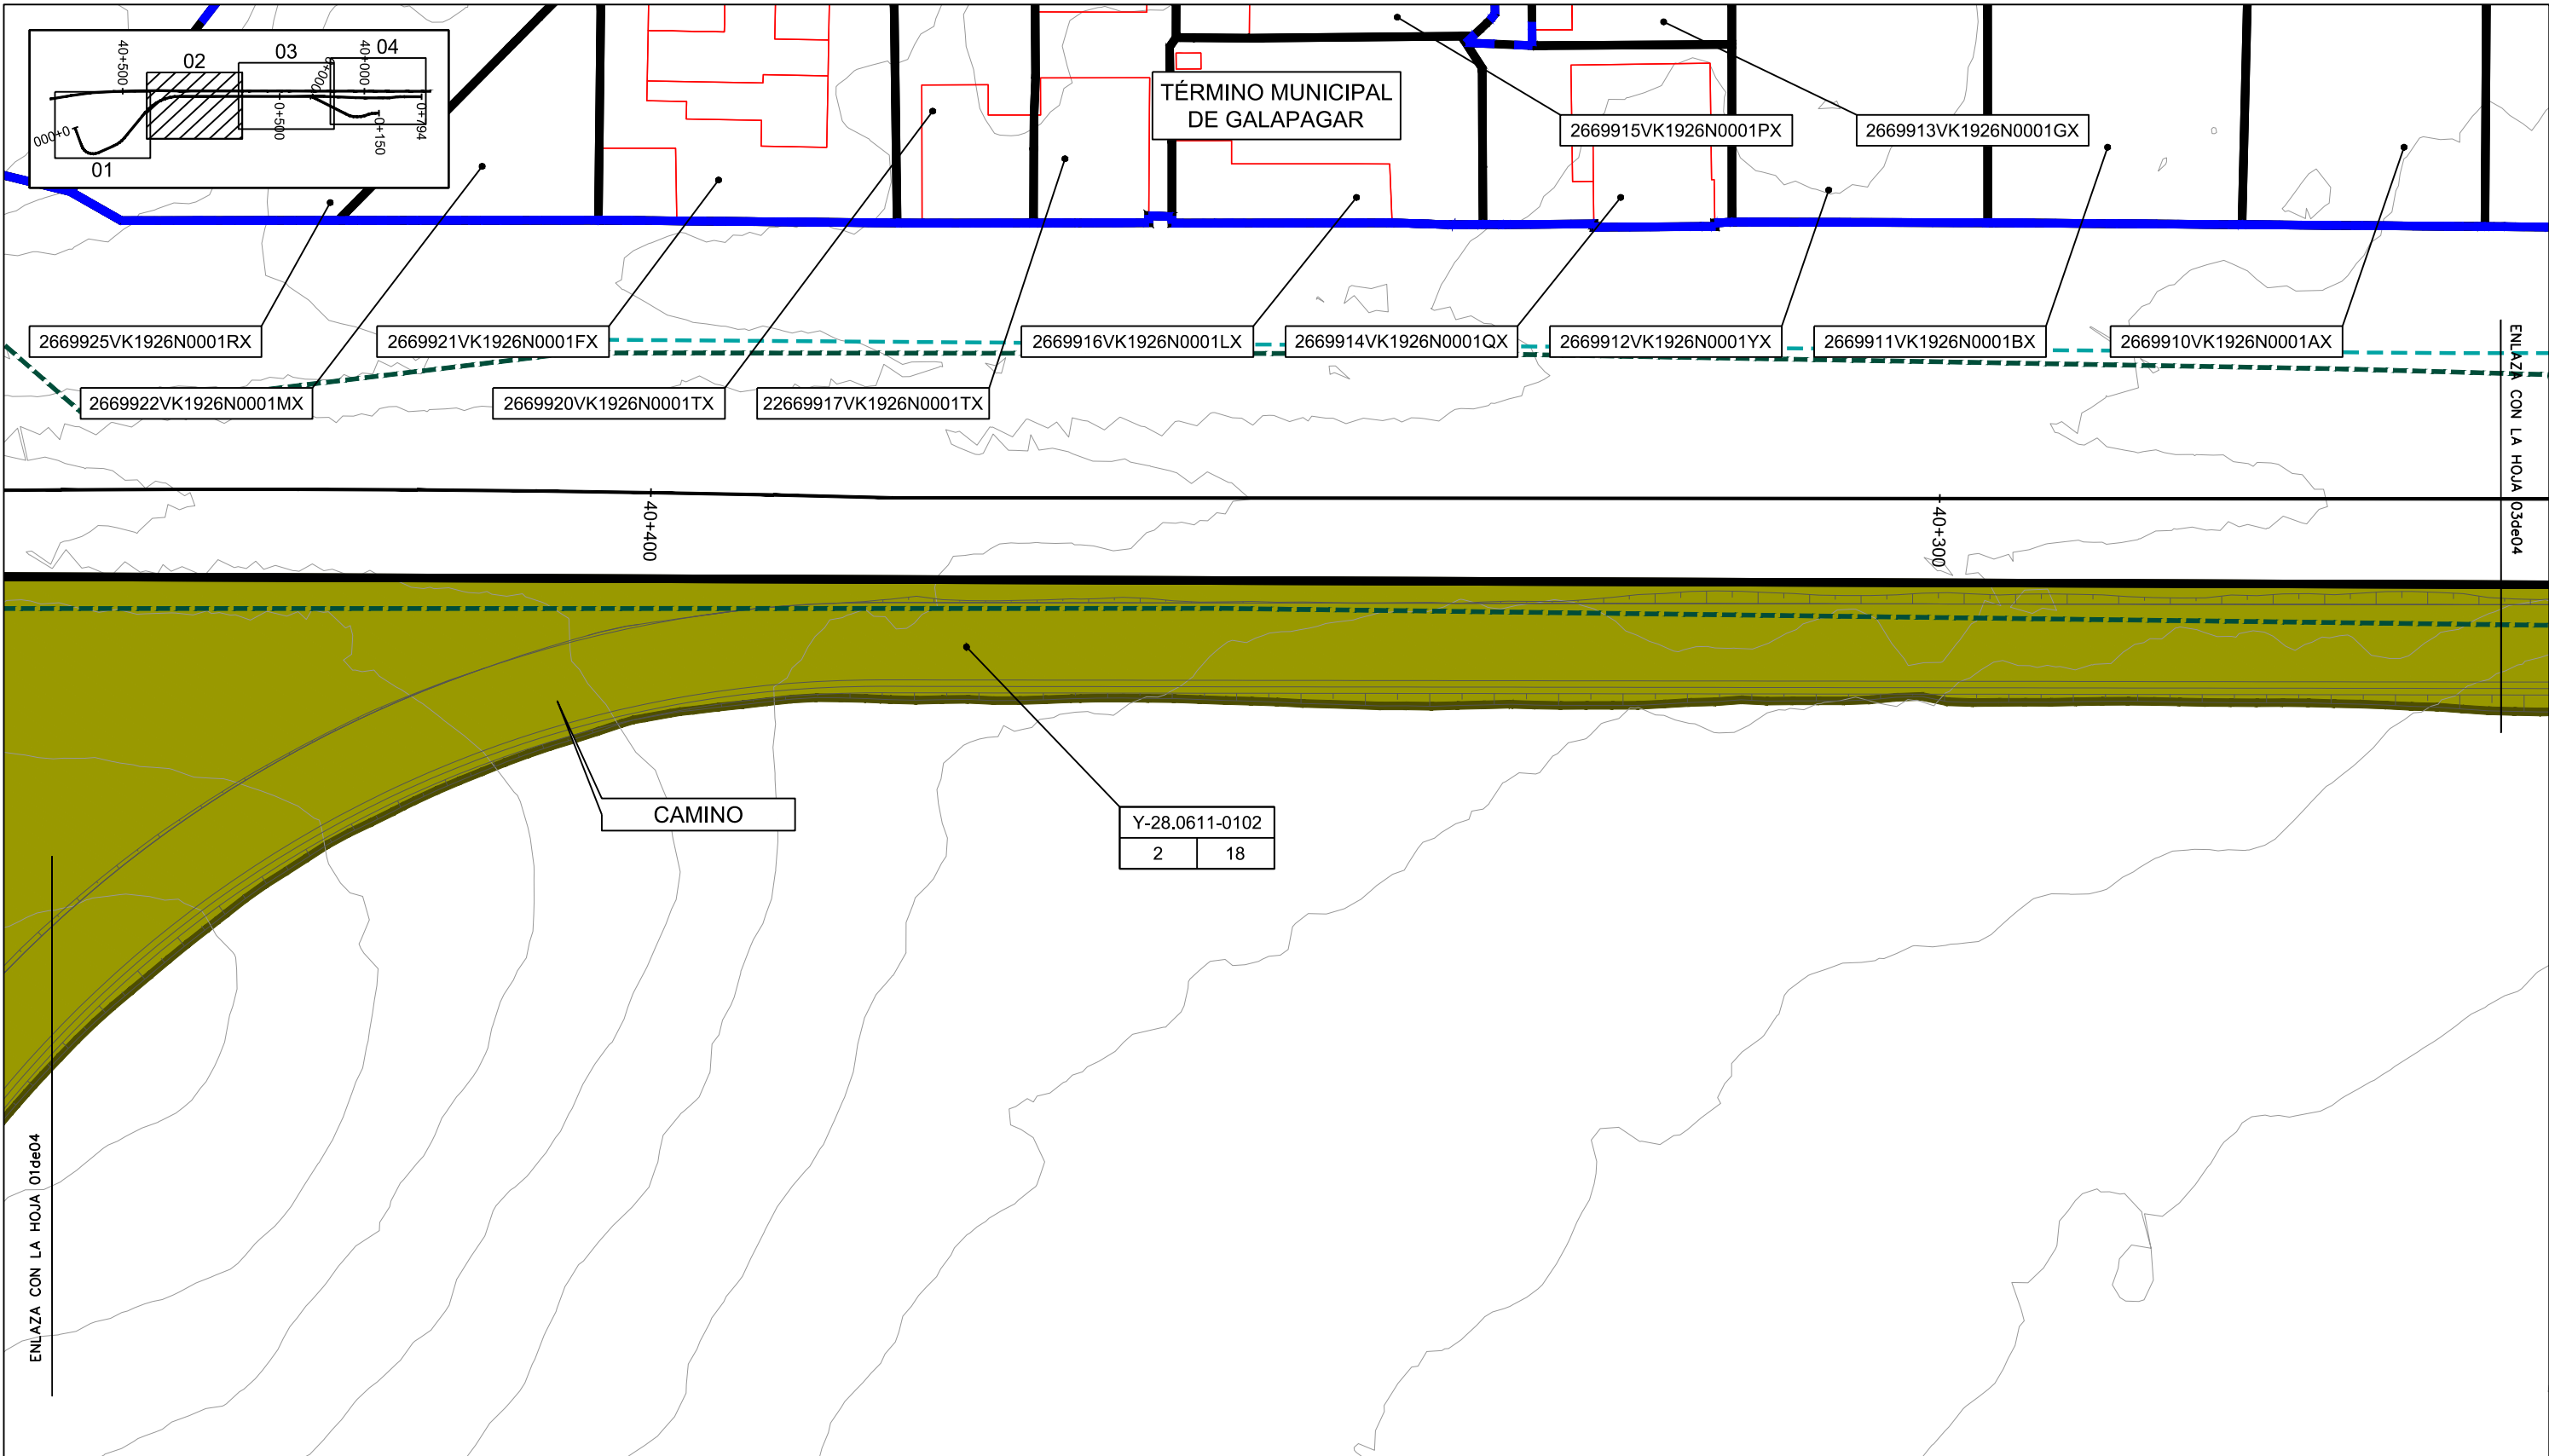 02
03
04
01
40+500
40+000
0+000
0+000
0+500
0+150
0+794
TÉRMINO MUNICIPAL
DE GALAPAGAR
2669915VK1926N0001PX
2669913VK1926N0001GX
2669925VK1926N0001RX
2669921VK1926N0001FX
2669916VK1926N0001LX
2669914VK1926N0001QX
2669912VK1926N0001YX
2669911VK1926N0001BX
2669910VK1926N0001AX
2669922VK1926N0001MX
2669920VK1926N0001TX
22669917VK1926N0001TX
ENLAZA CON LA HOJA 03de04
40+400
40+300
CAMINO
Y-28.0611-0102
2 18
ENLAZA CON LA HOJA 01de04